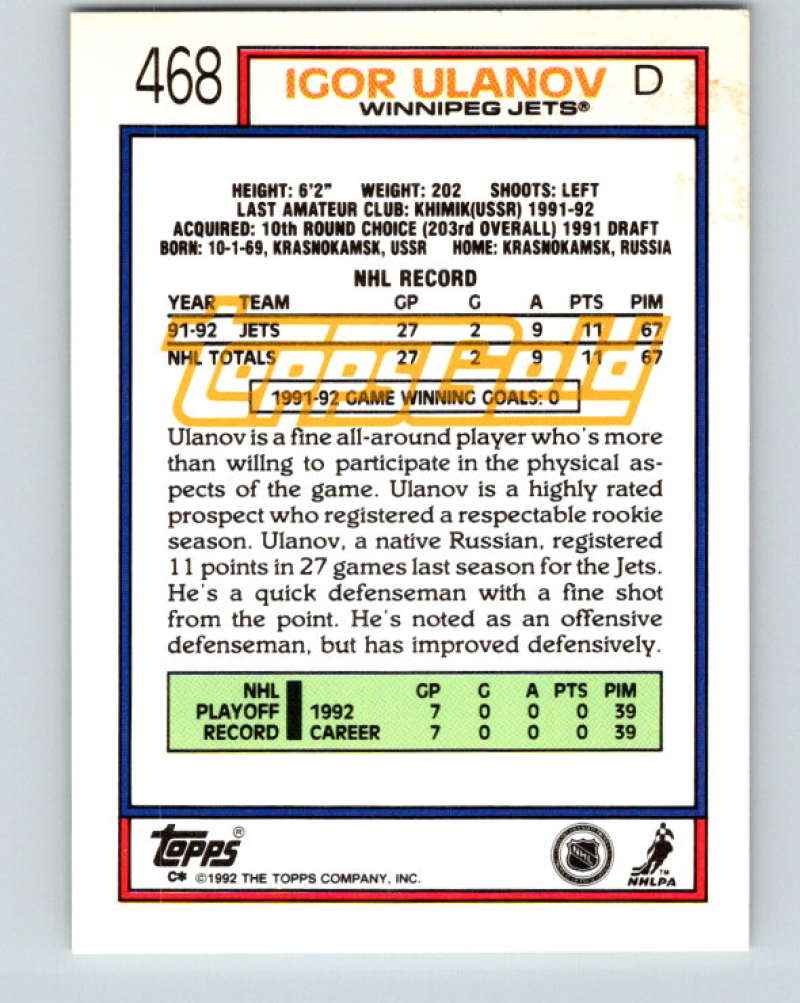 468 IGOR ULANOV D
WINNIPEG JETS®
HEIGHT: 6'2" WEIGHT: 202 SHOOTS: LEFT
LAST AMATEUR CLUB: KHIMIK(USSR) 1991-92
ACQUIRED: 10th ROUND CHOICE (203rd OVERALL) 1991 DRAFT
BORN: 10-1-69, KRASNOKAMSK, USSR HOME: KRASNOKAMSK, RUSSIA
NHL RECORD
YEAR TEAM GP G A PTS PIM
91-92 JETS 27 2 9 11 67
NHL TOTALS 27 2 9 11 67
ToppsGold
1991-92 GAME WINNING GOALS: 0
Ulanov is a fine all-around player who's more
than willng to participate in the physical as-
pects of the game. Ulanov is a highly rated
prospect who registered a respectable rookie
season. Ulanov, a native Russian, registered
11 points in 27 games last season for the Jets.
He's a quick defenseman with a fine shot
from the point. He's noted as an offensive
defenseman, but has improved defensively.
NHL GP G A PTS PIM
PLAYOFF 1992 7 0 0 0 39
RECORD CAREER 7 0 0 0 39
Topps®
C* ©1992 THE TOPPS COMPANY, INC.
NHL
TM
NHLPA